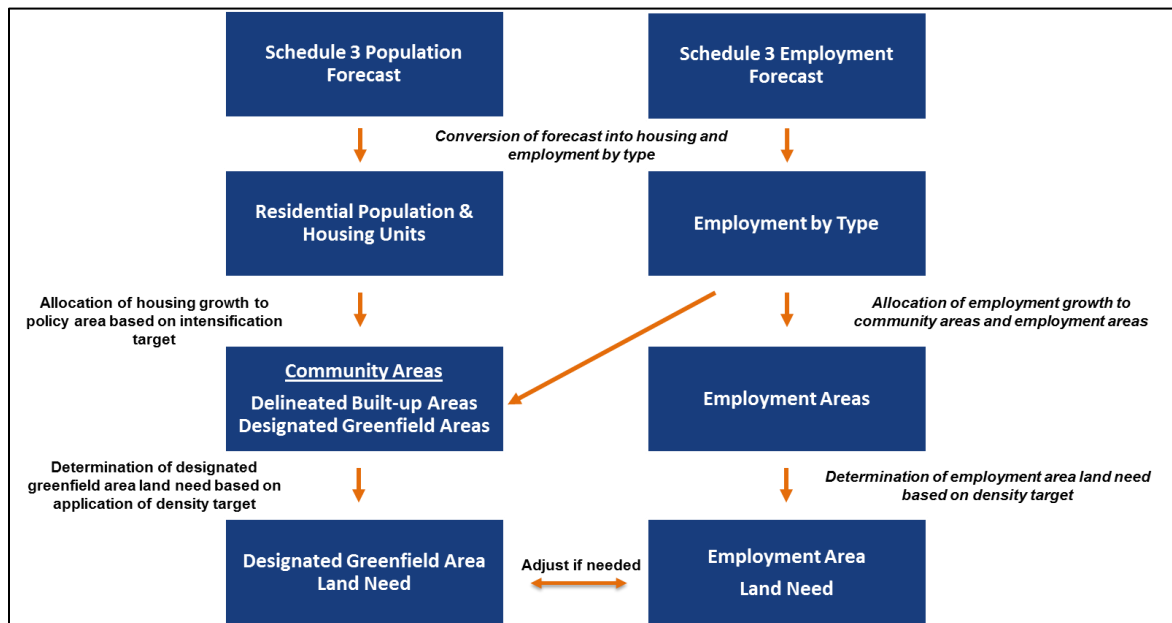 Schedule 3 Population
Forecast
Schedule 3 Employment
Forecast
Conversion of forecast into housing and
employment by type
Residential Population &
Housing Units
Employment by Type
Allocation of housing growth to
policy area based on intensification
target
Allocation of employment growth to
community areas and employment areas
Community Areas
Delineated Built-up Areas
Designated Greenfield Areas
Employment Areas
Determination of designated
greenfield area land need based on
application of density target
Determination of employment area land need
based on density target
Designated Greenfield Area
Land Need
Adjust if needed
Employment Area
Land Need